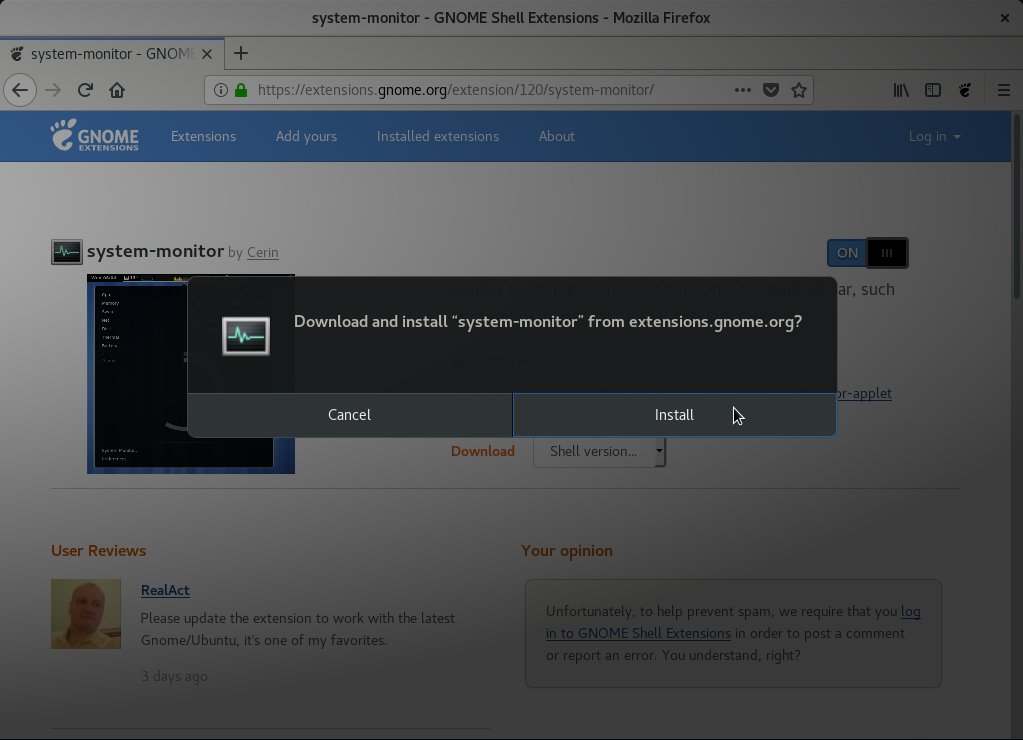 system-monitor - GNOME Shell Extensions - Mozilla Firefox
system-monitor - GNOME
https://extensions.gnome.org/extension/120/system-monitor/
GNOME
EXTENSIONS
Extensions
Add yours
Installed extensions
About
Log in
system-monitor by Cerin
ON
Display system informations in gnome shell status bar, such
Download and install “system-monitor” from extensions.gnome.org?
Extension Homepage
or-applet
Cancel
Install
Download
Shell version...
User Reviews
RealAct
Please update the extension to work with the latest
Gnome/Ubuntu, it's one of my favorites.
3 days ago
Your opinion
Unfortunately, to help prevent spam, we require that you log
in to GNOME Shell Extensions in order to post a comment
or report an error. You understand, right?